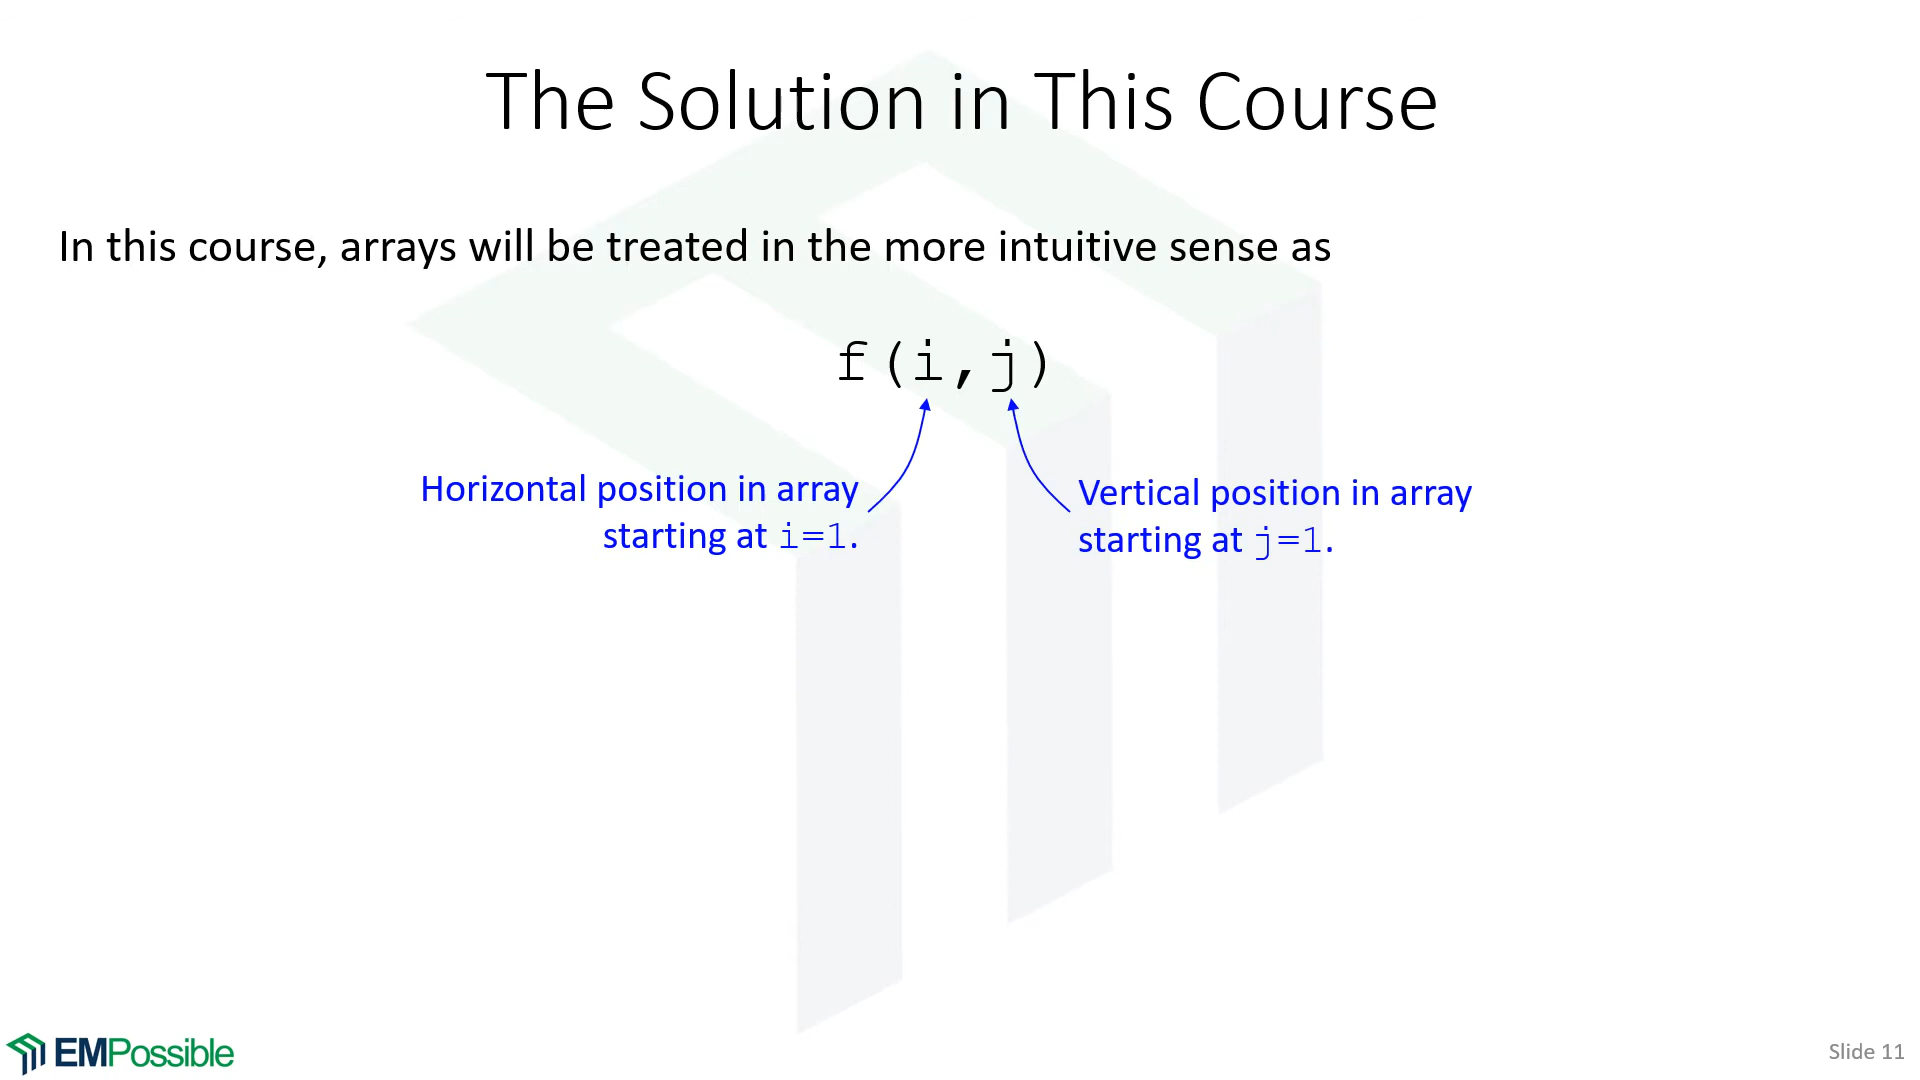 The Solution in This Course
In this course, arrays will be treated in the more intuitive sense as
f(i,j)
Horizontal position in array
starting at i=1.
Vertical position in array
starting at j=1.
EMPossible
Slide 11